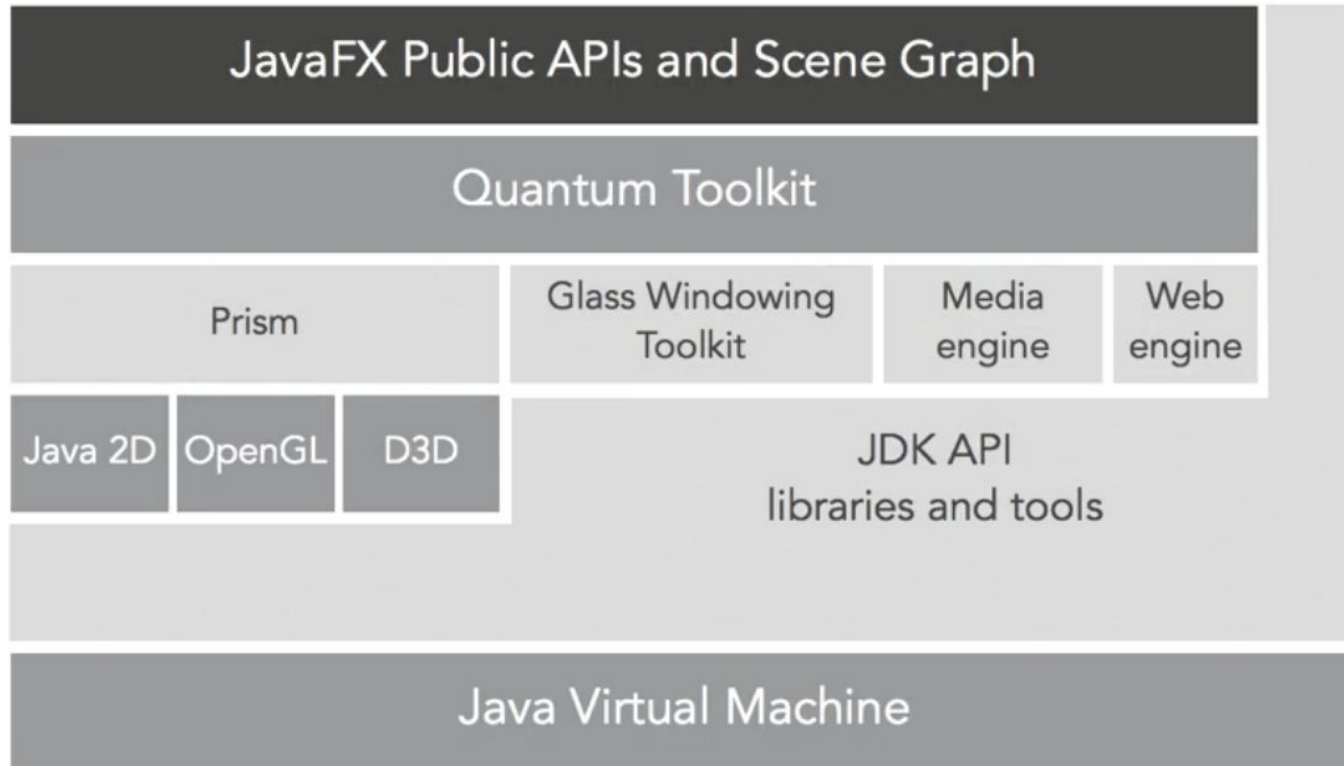 JavaFX Public APIs and Scene Graph
Quantum Toolkit
Prism
Glass Windowing
Toolkit
Media
engine
Web
engine
Java 2D
OpenGL
D3D
JDK API
libraries and tools
Java Virtual Machine